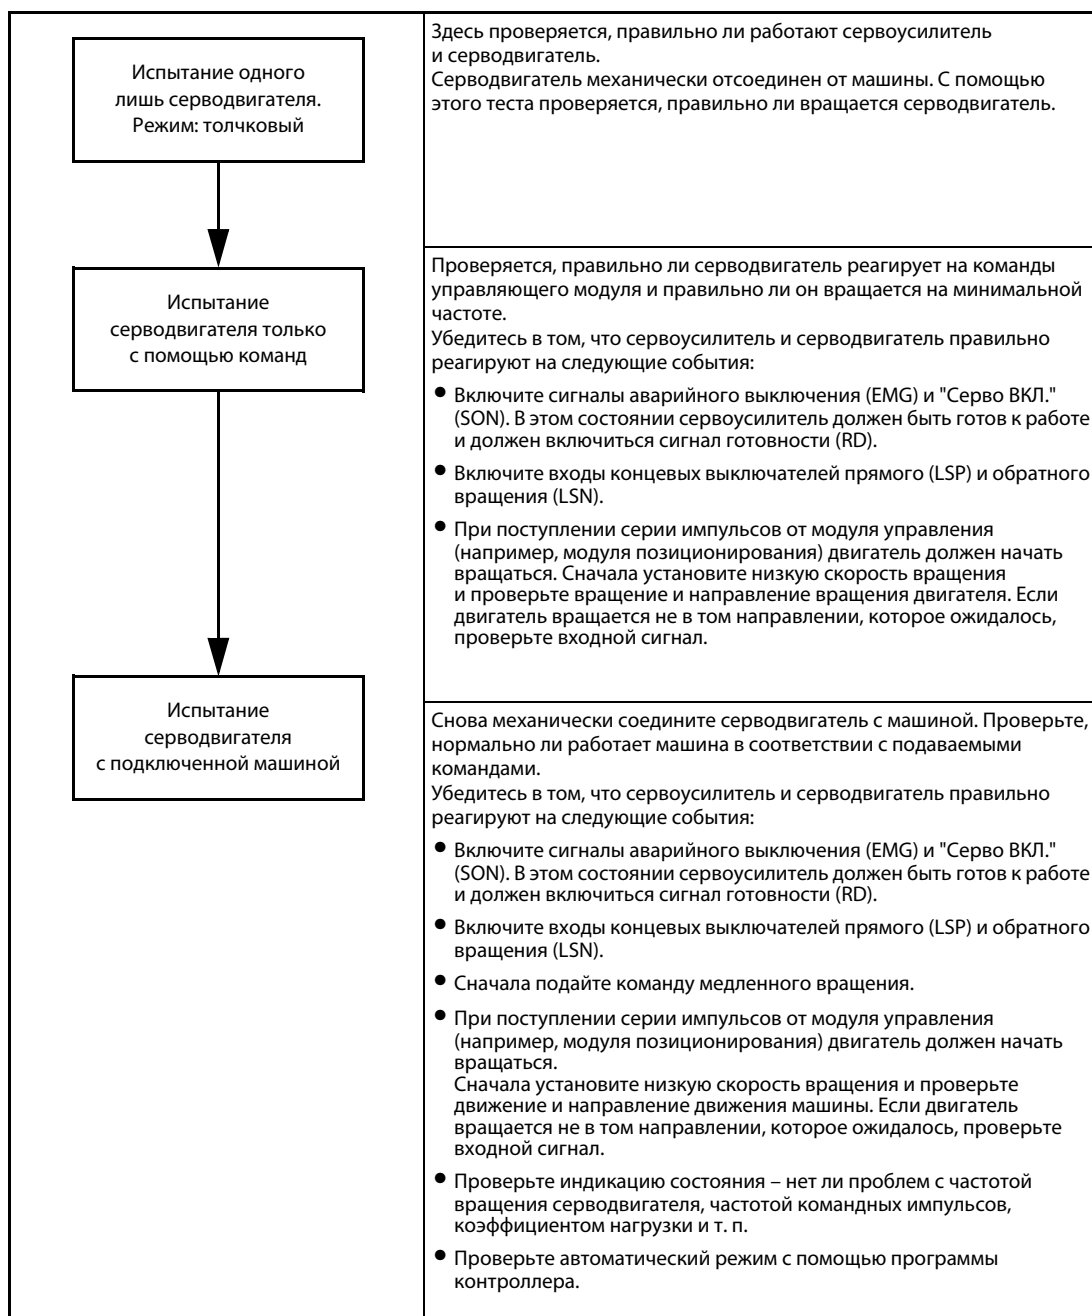 Испытание одного
лишь серводвигателя.
Режим: толчковый
Здесь проверяется, правильно ли работают сервоусилитель
и серводвигатель.
Серводвигатель механически отсоединен от машины. С помощью
этого теста проверяется, правильно ли вращается серводвигатель.
Испытание
серводвигателя только
с помощью команд
Проверяется, правильно ли серводвигатель реагирует на команды
управляющего модуля и правильно ли он вращается на минимальной
частоте.
Убедитесь в том, что сервоусилитель и серводвигатель правильно
реагируют на следующие события:
● Включите сигналы аварийного выключения (EMG) и "Серво ВКЛ."
(SON). В этом состоянии сервоусилитель должен быть готов к работе
и должен включиться сигнал готовности (RD).
● Включите входы концевых выключателей прямого (LSP) и обратного
вращения (LSN).
● При поступлении серии импульсов от модуля управления
(например, модуля позиционирования) двигатель должен начать
вращаться. Сначала установите низкую скорость вращения
и проверьте вращение и направление вращения двигателя. Если
двигатель вращается не в том направлении, которое ожидалось,
проверьте входной сигнал.
Испытание
серводвигателя
с подключенной машиной
Снова механически соедините серводвигатель с машиной. Проверьте,
нормально ли работает машина в соответствии с подаваемыми
командами.
Убедитесь в том, что сервоусилитель и серводвигатель правильно
реагируют на следующие события:
● Включите сигналы аварийного выключения (EMG) и "Серво ВКЛ."
(SON). В этом состоянии сервоусилитель должен быть готов к работе
и должен включиться сигнал готовности (RD).
● Включите входы концевых выключателей прямого (LSP) и обратного
вращения (LSN).
● Сначала подайте команду медленного вращения.
● При поступлении серии импульсов от модуля управления
(например, модуля позиционирования) двигатель должен начать
вращаться.
Сначала установите низкую скорость вращения и проверьте
движение и направление движения машины. Если двигатель
вращается не в том направлении, которое ожидалось, проверьте
входной сигнал.
● Проверьте индикацию состояния – нет ли проблем с частотой
вращения серводвигателя, частотой командных импульсов,
коэффициентом нагрузки и т. п.
● Проверьте автоматический режим с помощью программы
контроллера.